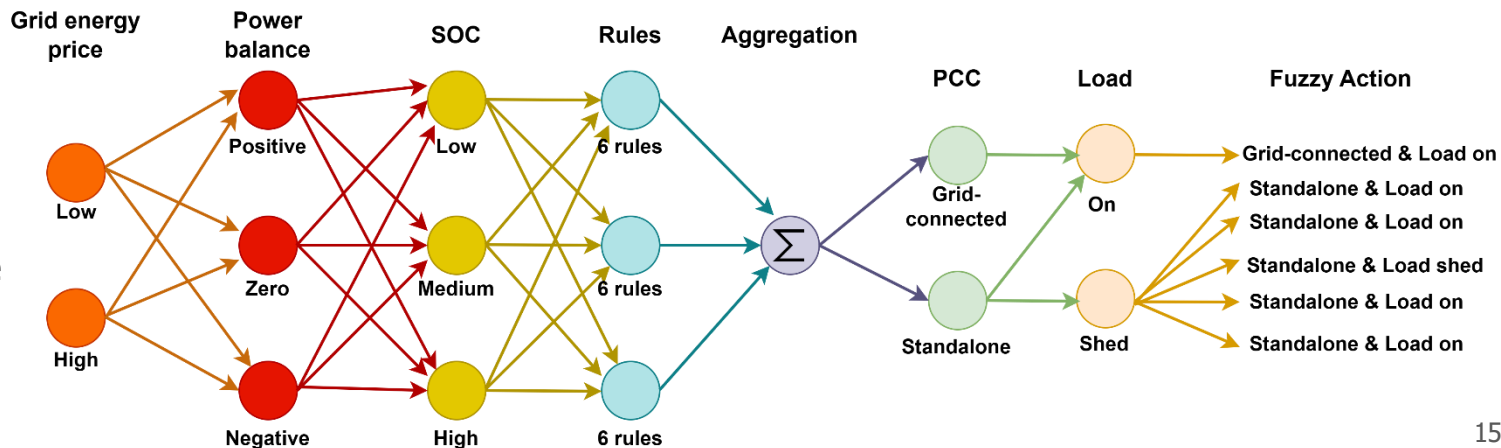 Grid energy
price
Power
balance
SOC
Rules
Aggregation
PCC
Load
Fuzzy Action
Positive
Low
6 rules
Low
Zero
Medium
6 rules
High
Negative
High
6 rules
Σ
Grid-
connected
On
Standalone
Shed
Grid-connected & Load on
Standalone & Load on
Standalone & Load on
Standalone & Load shed
Standalone & Load on
Standalone & Load on
15